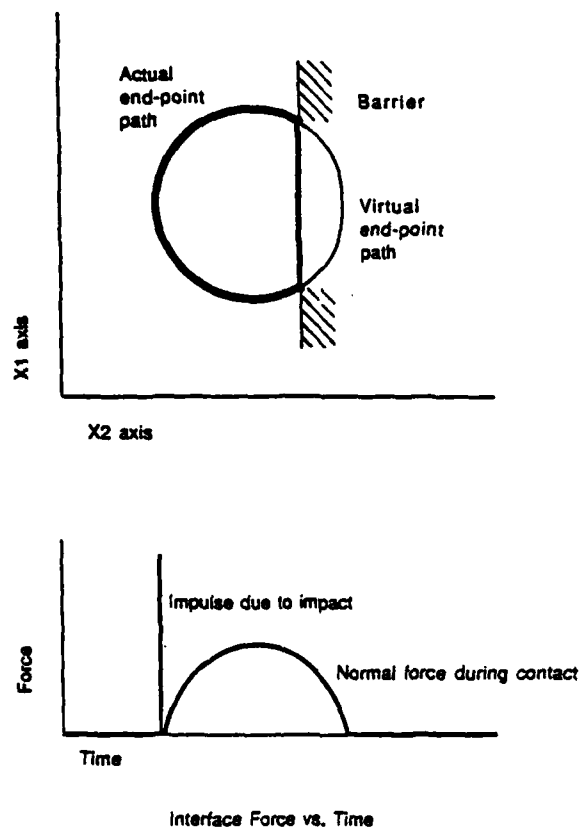 Actual
end-point
path
Barrier
Virtual
end-point
path
X1 axis
X2 axis
Impulse due to impact
Normal force during contact
Force
Time
Interface Force vs. Time